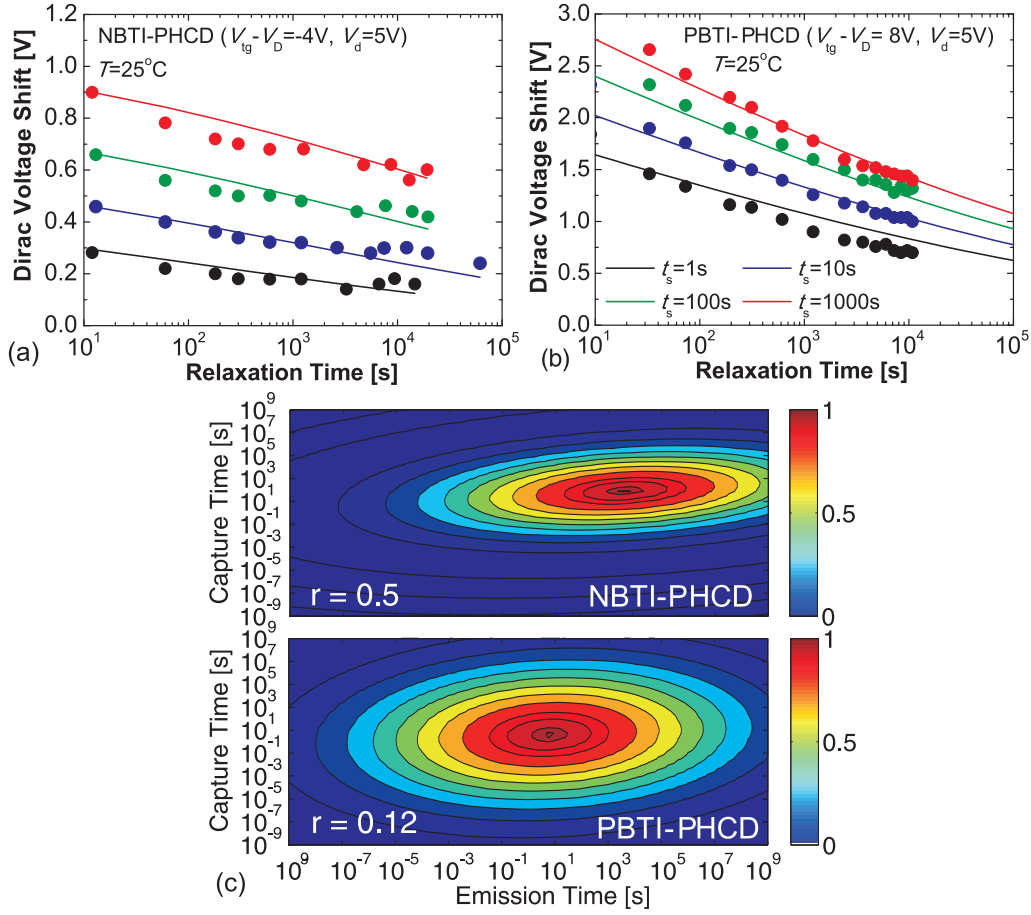 NBTI-PHCD (Vtg-VD=-4V, Vd=5V)
T=25°C
Dirac Voltage Shift [V]
1.2
1.0
0.8
0.6
0.4
0.2
0.0
10^1 10^2 10^3 10^4 10^5
Relaxation Time [s]
(a)
PBTI-PHCD (Vtg-VD= 8V, Vd=5V)
T=25°C
Dirac Voltage Shift [V]
3.0
2.5
2.0
1.5
1.0
0.5
0.0
ts=1s
ts=10s
ts=100s
ts=1000s
10^1 10^2 10^3 10^4 10^5
Relaxation Time [s]
(b)
Capture Time [s]
10^9
10^7
10^5
10^3
10^1
10^-1
10^-3
10^-5
10^-7
10^-9
r = 0.5
NBTI-PHCD
1
0.5
0
Capture Time [s]
10^9
10^7
10^5
10^3
10^1
10^-1
10^-3
10^-5
10^-7
10^-9
r = 0.12
PBTI-PHCD
1
0.5
0
10^-9 10^-7 10^-5 10^-3 10^-1 10^1 10^3 10^5 10^7 10^9
Emission Time [s]
(c)